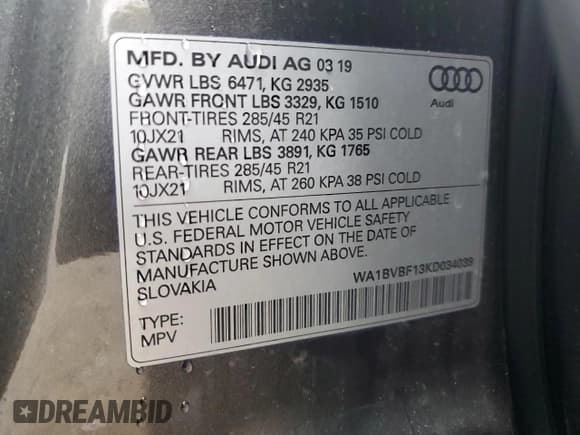 MFD. BY AUDI AG 03 19
GVWR LBS 6471, KG 2935
GAWR FRONT LBS 3329, KG 1510
FRONT-TIRES 285/45 R21
10JX21 RIMS, AT 240 KPA 35 PSI COLD
GAWR REAR LBS 3891, KG 1765
REAR-TIRES 285/45 R21
10JX21 RIMS, AT 260 KPA 38 PSI COLD
Audi
THIS VEHICLE CONFORMS TO ALL APPLICABLE
U.S. FEDERAL MOTOR VEHICLE SAFETY
STANDARDS IN EFFECT ON THE DATE OF
MANUFACTURE SHOWN ABOVE.
SLOVAKIA
WA1BVBF13KD034039
TYPE:
MPV
DREAMBID